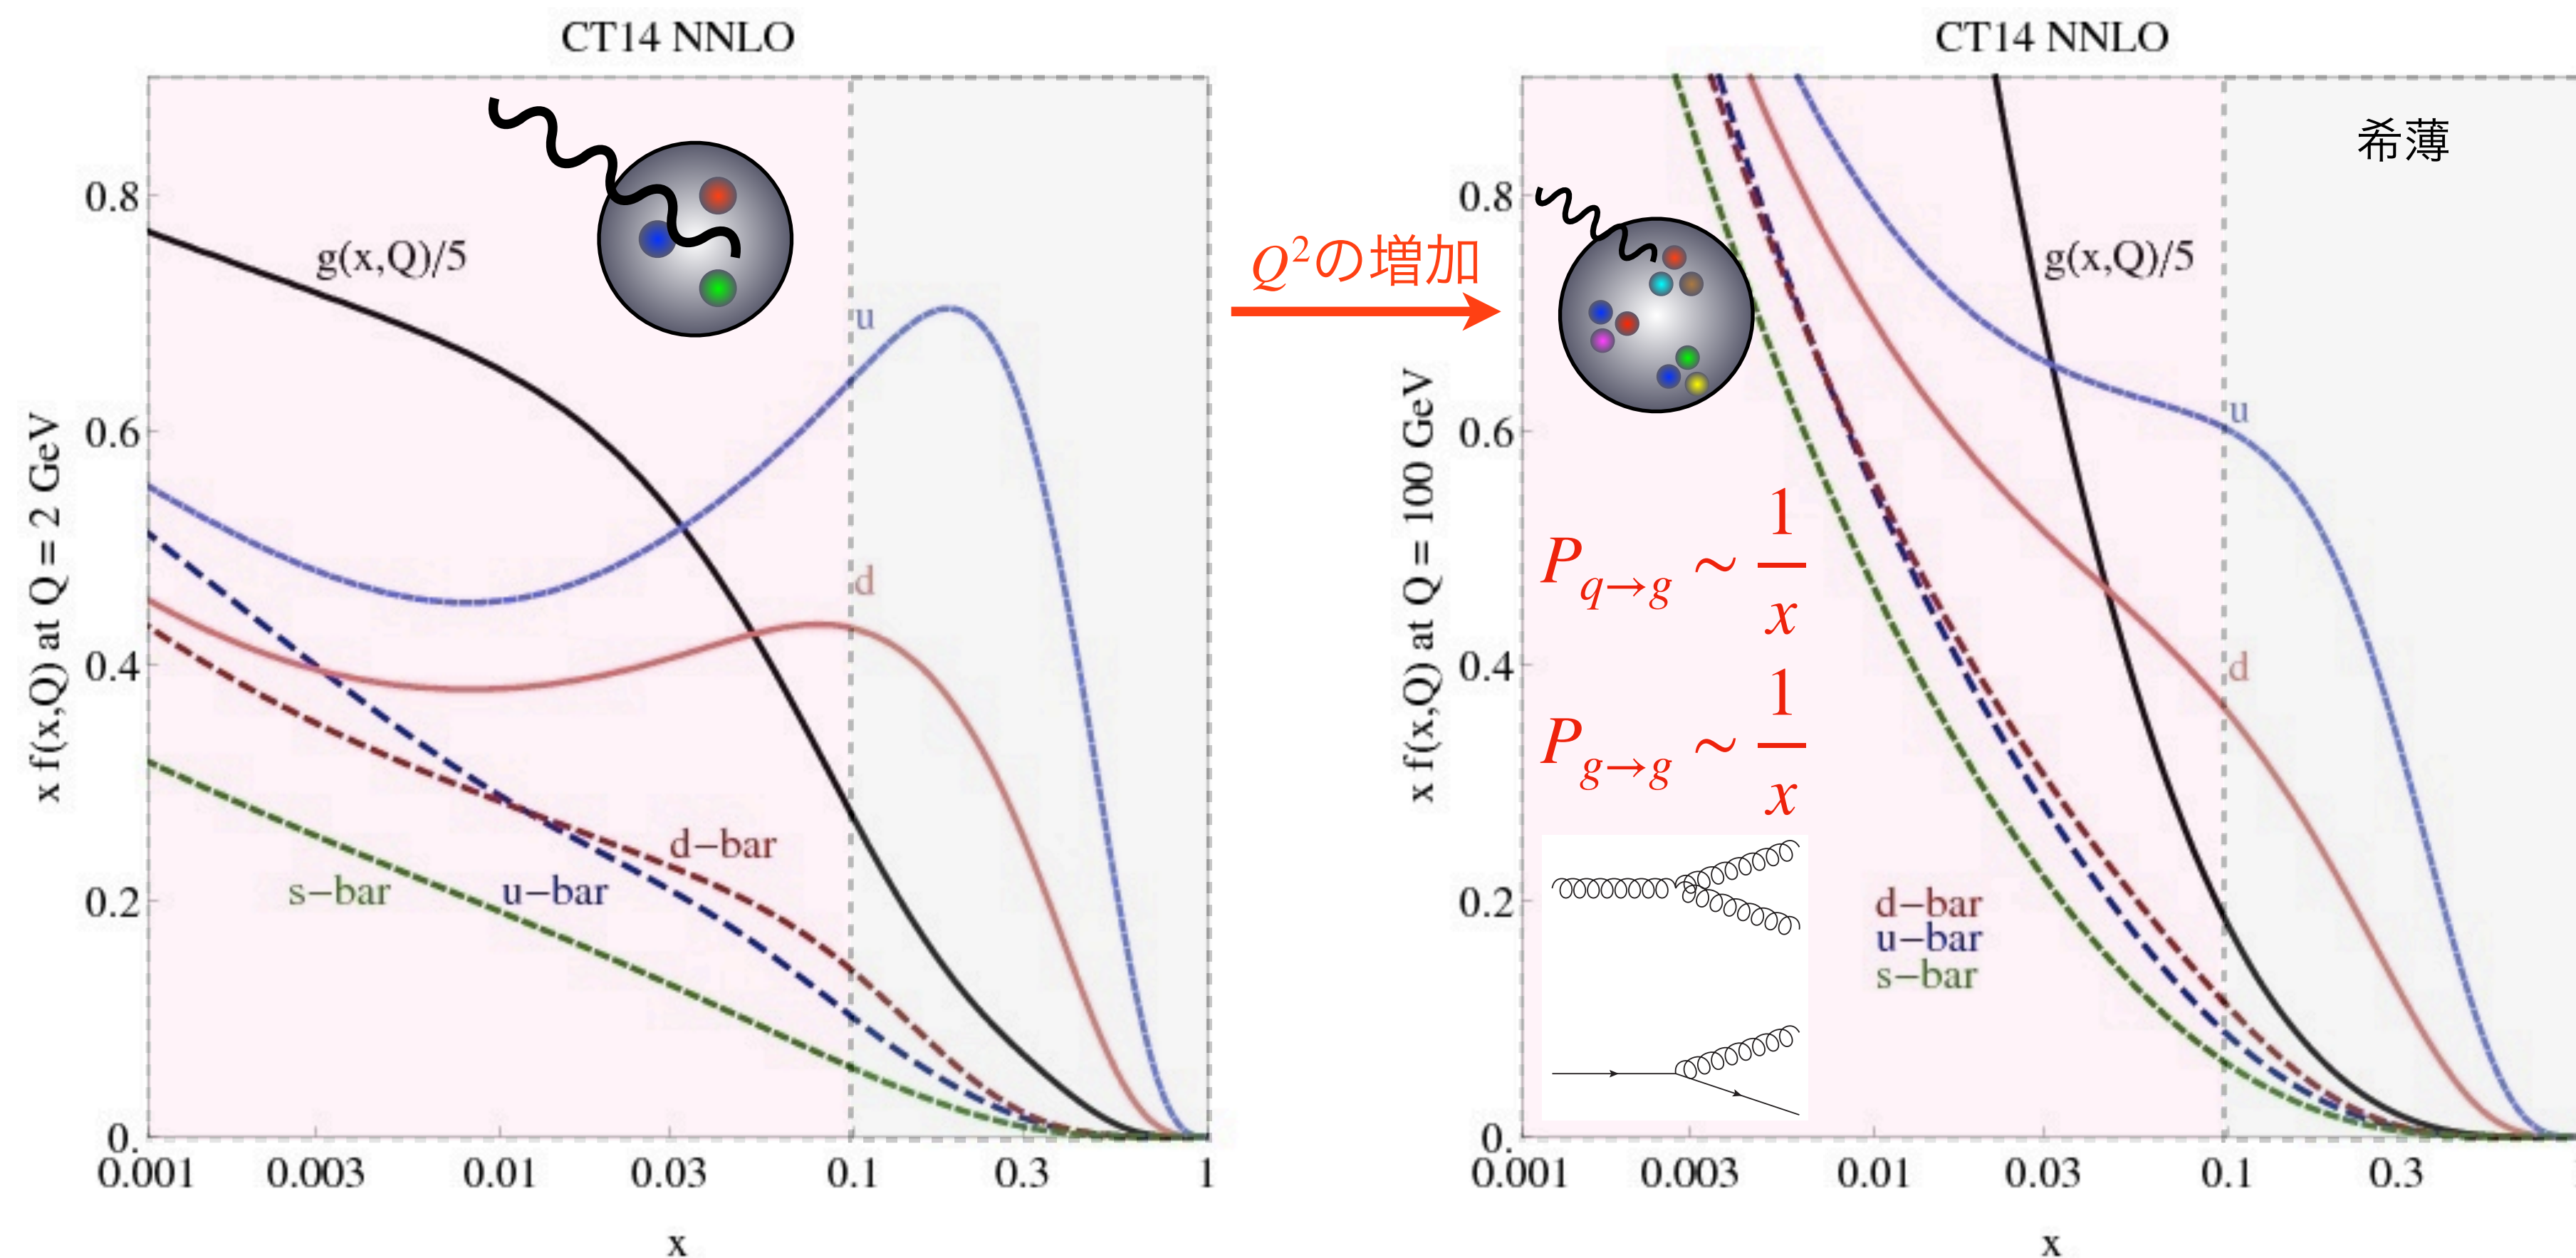 CT14 NNLO
x f(x,Q) at Q = 2 GeV
0.8
0.6
0.4
0.2
0.
g(x,Q)/5
u
d
d–bar
s–bar
u–bar
0.001
0.003
0.01
0.03
0.1
0.3
1
x
Q²の増加
CT14 NNLO
x f(x,Q) at Q = 100 GeV
0.8
0.6
0.4
0.2
0.
希薄
g(x,Q)/5
u
d
P_{q→g} ~ 1/x
P_{g→g} ~ 1/x
d–bar
u–bar
s–bar
0.001
0.003
0.01
0.03
0.1
0.3
x